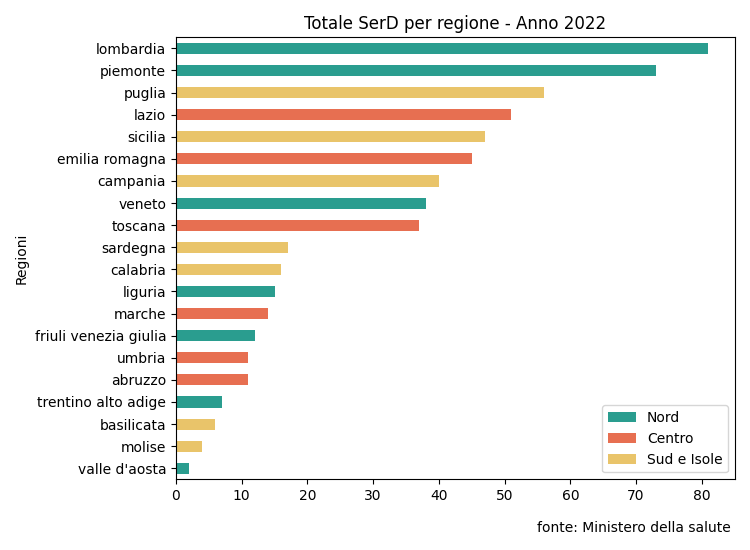 Totale SerD per regione - Anno 2022
Regioni
lombardia
piemonte
puglia
lazio
sicilia
emilia romagna
campania
veneto
toscana
sardegna
calabria
liguria
marche
friuli venezia giulia
umbria
abruzzo
trentino alto adige
basilicata
molise
valle d'aosta
0 10 20 30 40 50 60 70 80
Nord
Centro
Sud e Isole
fonte: Ministero della salute